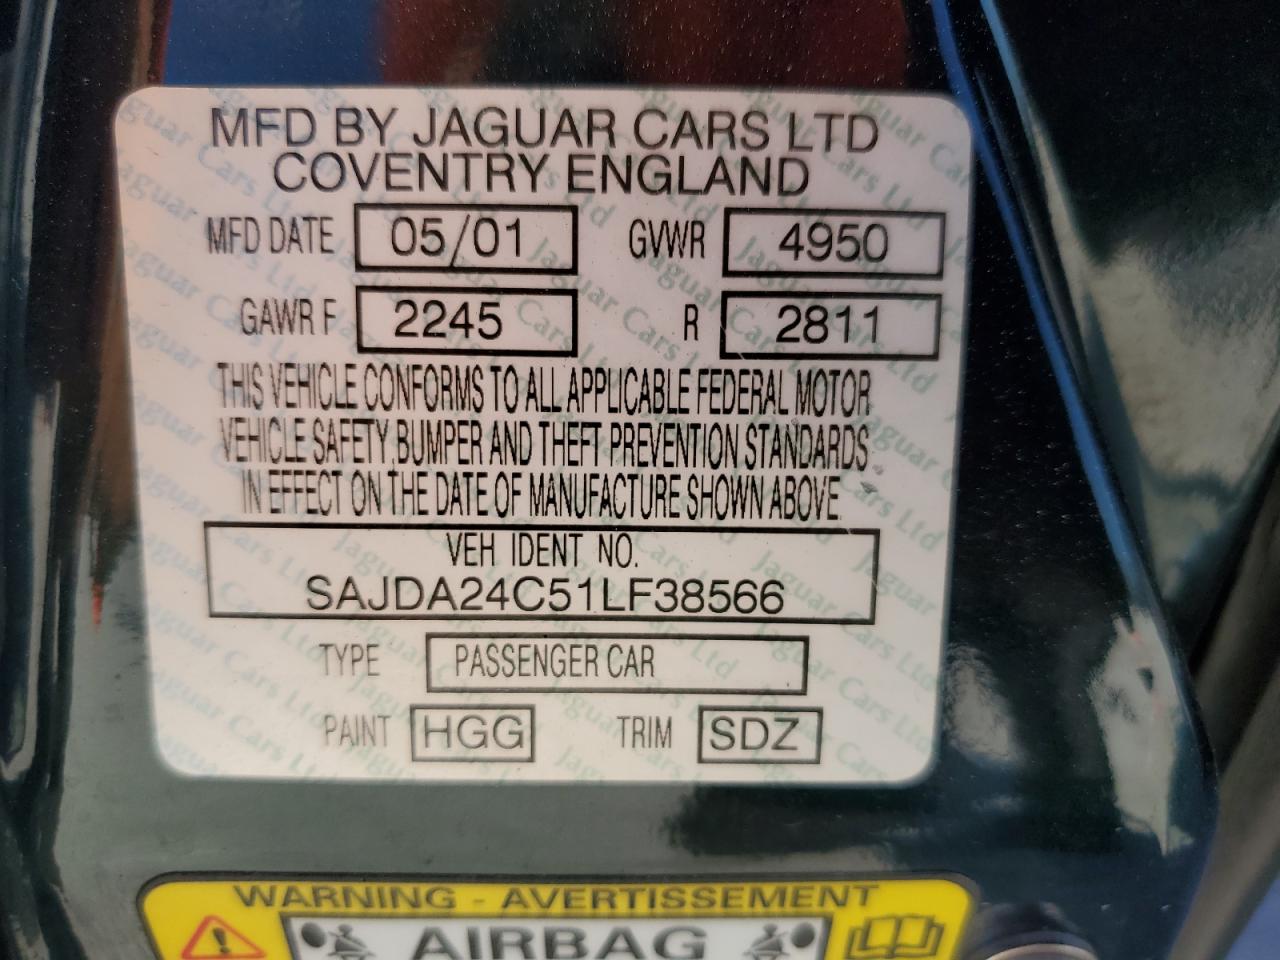 MFD BY JAGUAR CARS LTD
COVENTRY ENGLAND
MFD DATE 05/01 GVWR 4950
GAWR F 2245 R 2811
THIS VEHICLE CONFORMS TO ALL APPLICABLE FEDERAL MOTOR
VEHICLE SAFETY, BUMPER AND THEFT PREVENTION STANDARDS
IN EFFECT ON THE DATE OF MANUFACTURE SHOWN ABOVE.
VEH IDENT NO.
SAJDA24C51LF38566
TYPE PASSENGER CAR
PAINT HGG TRIM SDZ
WARNING - AVERTISSEMENT
AIRBAG